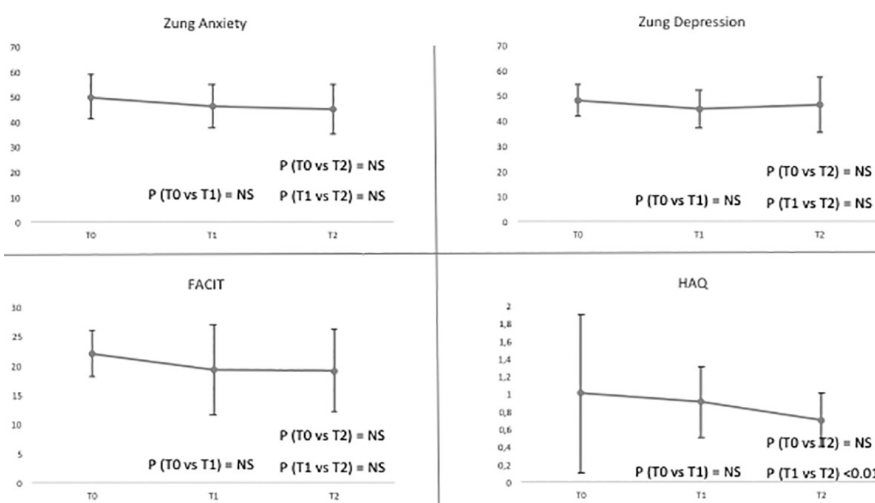 Zung Anxiety
70
60
50
40
30
20
10
0
P (T0 vs T2) = NS
P (T0 vs T1) = NS P (T1 vs T2) = NS
T0 T1 T2
Zung Depression
70
60
50
40
30
20
10
0
P (T0 vs T2) = NS
P (T0 vs T1) = NS P (T1 vs T2) = NS
T0 T1 T2
FACIT
30
25
20
15
10
5
0
P (T0 vs T2) = NS
P (T0 vs T1) = NS P (T1 vs T2) = NS
T0 T1 T2
HAQ
2
1,8
1,6
1,4
1,2
1
0,8
0,6
0,4
0,2
0
P (T0 vs T2) = NS
P (T0 vs T1) = NS P (T1 vs T2) <0.01
T0 T1 T2